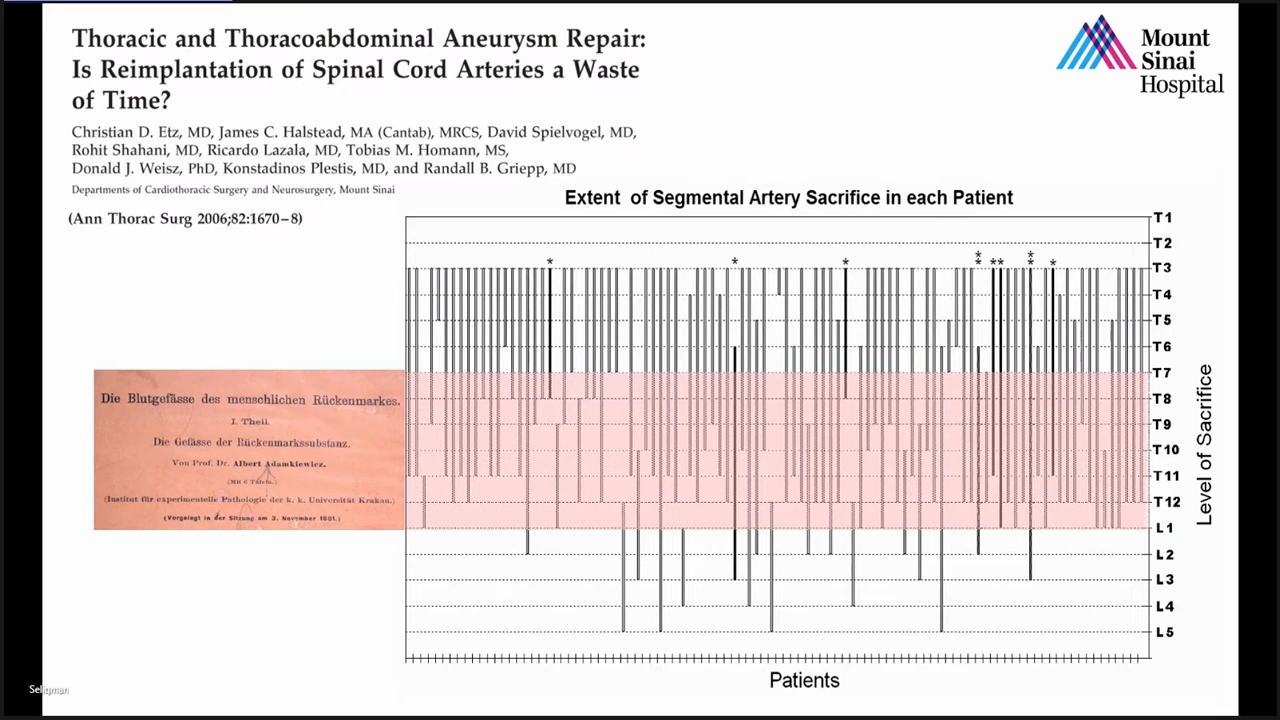 Thoracic and Thoracoabdominal Aneurysm Repair:
Is Reimplantation of Spinal Cord Arteries a Waste
of Time?
Christian D. Etz, MD, James C. Halstead, MA (Cantab), MRCS, David Spielvogel, MD,
Rohit Shahani, MD, Ricardo Lazala, MD, Tobias M. Homann, MS,
Donald J. Weisz, PhD, Konstadinos Plestis, MD, and Randall B. Griepp, MD
Departments of Cardiothoracic Surgery and Neurosurgery, Mount Sinai
(Ann Thorac Surg 2006;82:1670–8)
Mount
Sinai
Hospital
Extent of Segmental Artery Sacrifice in each Patient
T1
T2
* * * * ** * *
T3
T4
T5
T6
T7
T8
T9
T10
T11
T12
L1
L2
L3
L4
L5
Level of Sacrifice
Patients
Die Blutgefässe des menschlichen Rückenmarkes.
I. Theil.
Die Gefässe der Rückenmarkssubstanz.
Von Prof. Dr. Albert Adamkiewicz.
(Mit 6 Tafeln.)
(Institut für experimentelle Pathologie der k. k. Universität Krakau.)
(Vorgelegt in der Sitzung am 3. November 1881.)
Seligman